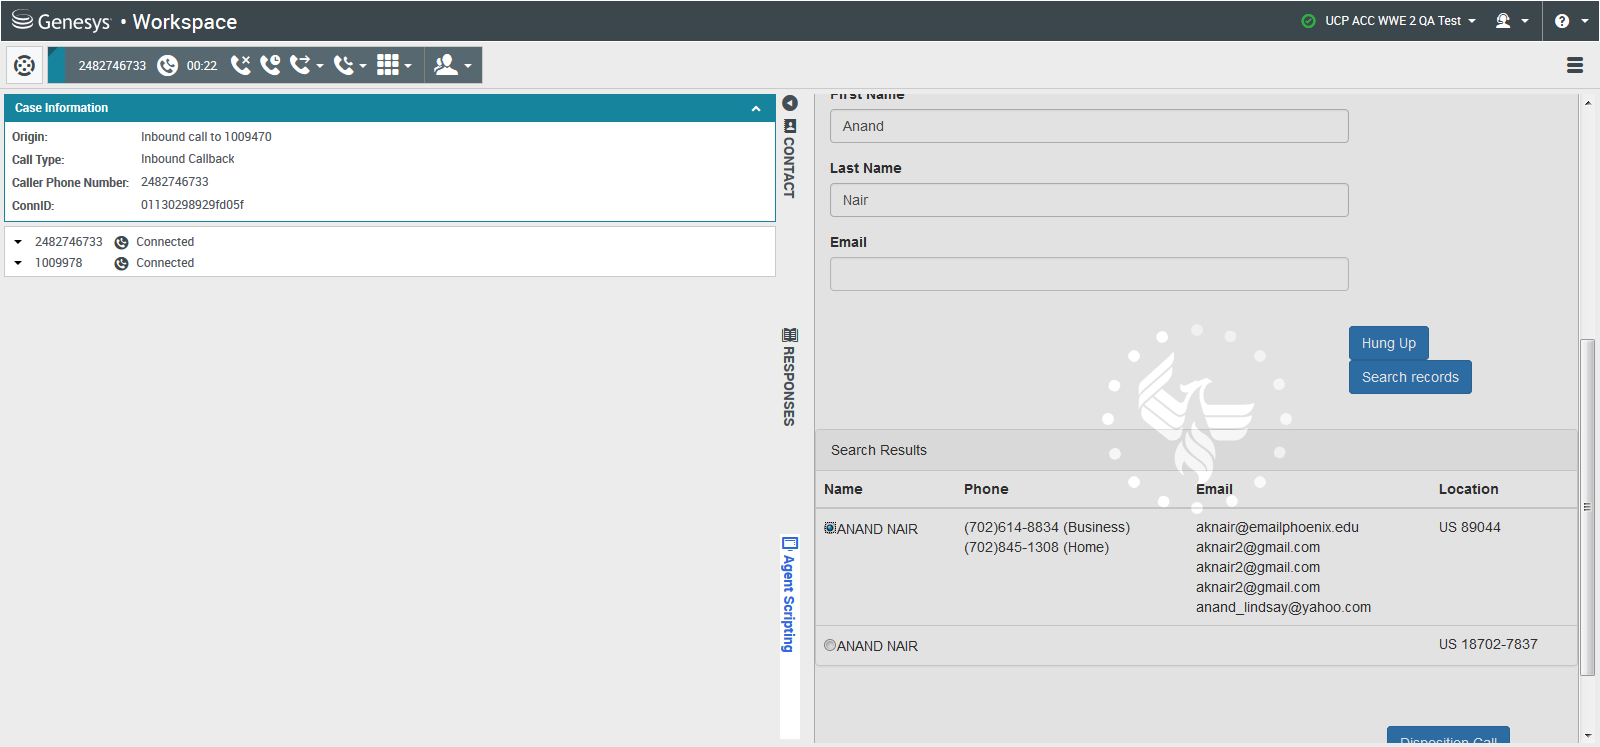 Genesys • Workspace
UCP ACC WWE 2 QA Test
2482746733 00:22
Case Information
Origin: Inbound call to 1009470
Call Type: Inbound Callback
Caller Phone Number: 2482746733
ConnID: 01130298929fd05f
2482746733 Connected
1009978 Connected
CONTACT
RESPONSES
Agent Scripting
First Name
Anand
Last Name
Nair
Email
Hung Up
Search records
Search Results
Name Phone Email Location
ANAND NAIR (702)614-8834 (Business) aknair@emailphoenix.edu US 89044
(702)845-1308 (Home) aknair2@gmail.com
aknair2@gmail.com
aknair2@gmail.com
anand_lindsay@yahoo.com
ANAND NAIR US 18702-7837
Disposition Call